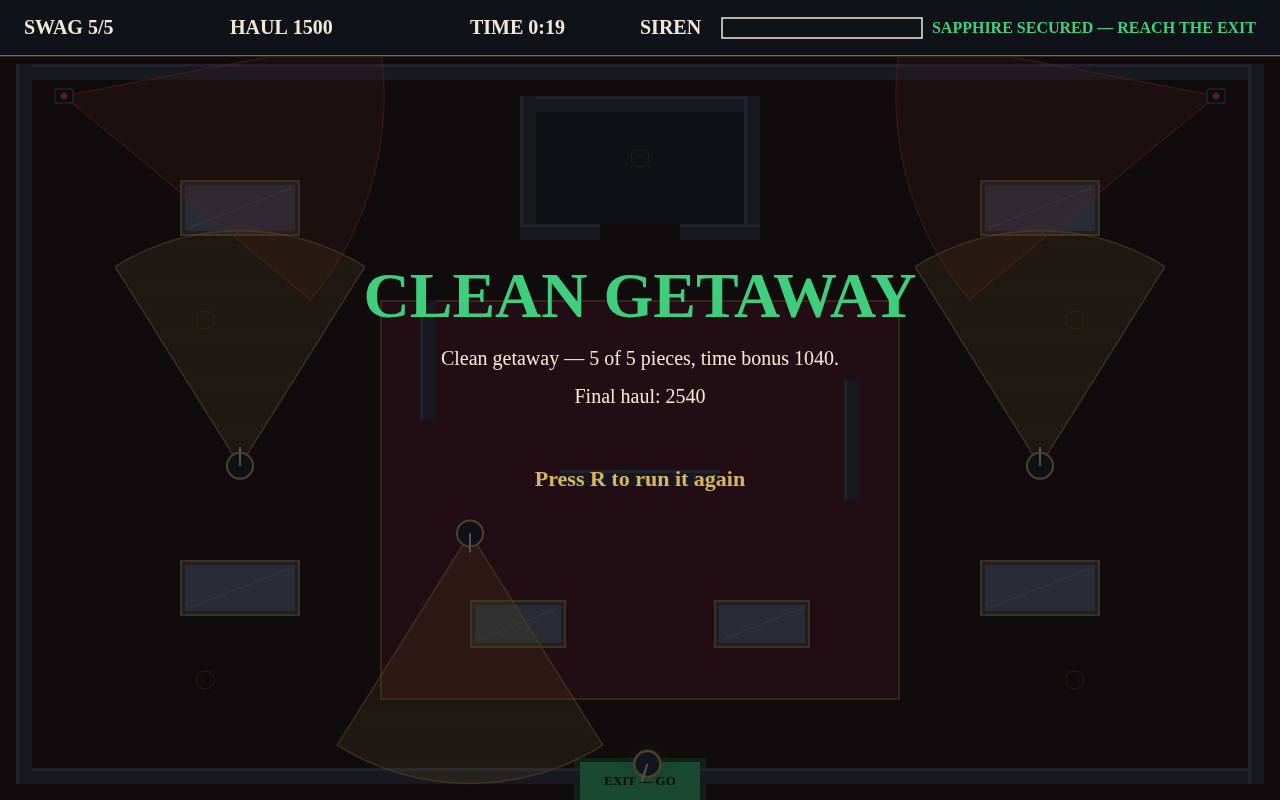 SWAG 5/5 HAUL 1500 TIME 0:19 SIREN SAPPHIRE SECURED — REACH THE EXIT
CLEAN GETAWAY
Clean getaway — 5 of 5 pieces, time bonus 1040.
Final haul: 2540
Press R to run it again
EXIT — GO